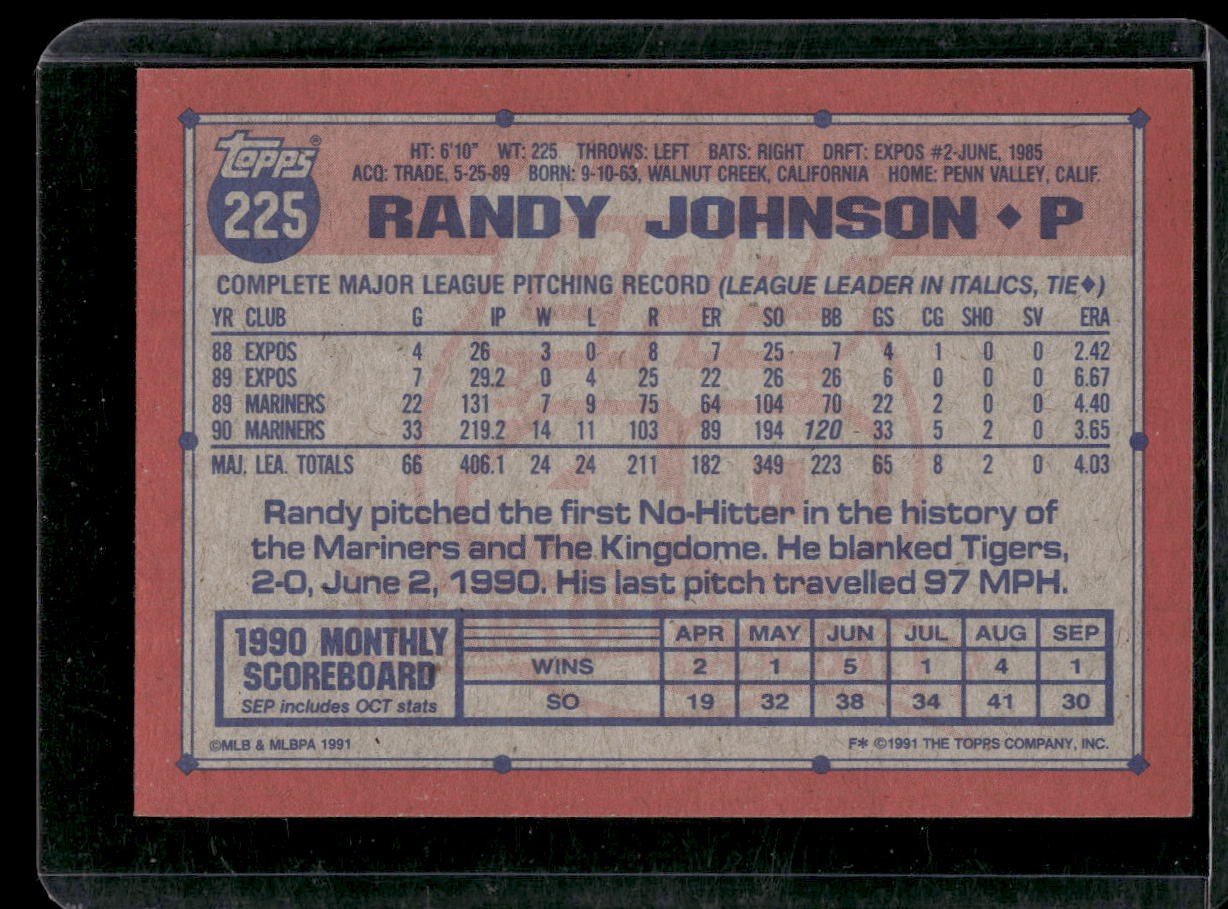 topps®
225
HT: 6'10" WT: 225 THROWS: LEFT BATS: RIGHT DRFT: EXPOS #2-JUNE, 1985
ACQ: TRADE, 5-25-89 BORN: 9-10-63, WALNUT CREEK, CALIFORNIA HOME: PENN VALLEY, CALIF.
RANDY JOHNSON ◆ P
COMPLETE MAJOR LEAGUE PITCHING RECORD (LEAGUE LEADER IN ITALICS, TIE◆)
YR CLUB G IP W L R ER SO BB GS CG SHO SV ERA
88 EXPOS 4 26 3 0 8 7 25 7 4 1 0 0 2.42
89 EXPOS 7 29.2 0 4 25 22 26 26 6 0 0 0 6.67
89 MARINERS 22 131 7 9 75 64 104 70 22 2 0 0 4.40
90 MARINERS 33 219.2 14 11 103 89 194 120 33 5 2 0 3.65
MAJ. LEA. TOTALS 66 406.1 24 24 211 182 349 223 65 8 2 0 4.03
Randy pitched the first No-Hitter in the history of
the Mariners and The Kingdome. He blanked Tigers,
2-0, June 2, 1990. His last pitch travelled 97 MPH.
1990 MONTHLY
SCOREBOARD
SEP includes OCT stats
APR MAY JUN JUL AUG SEP
WINS 2 1 5 1 4 1
SO 19 32 38 34 41 30
©MLB & MLBPA 1991
F* ©1991 THE TOPPS COMPANY, INC.